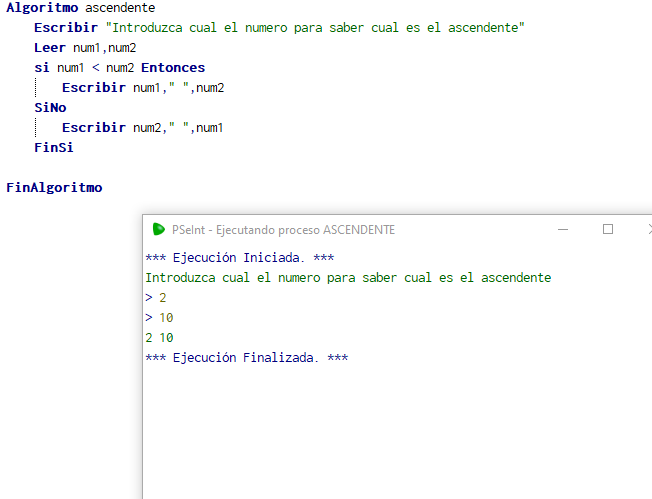 Algoritmo ascendente
Escribir "Introduzca cual el numero para saber cual es el ascendente"
Leer num1,num2
si num1 < num2 Entonces
Escribir num1," ",num2
SiNo
Escribir num2," ",num1
FinSi
FinAlgoritmo
PSeInt - Ejecutando proceso ASCENDENTE
*** Ejecución Iniciada. ***
Introduzca cual el numero para saber cual es el ascendente
> 2
> 10
2 10
*** Ejecución Finalizada. ***